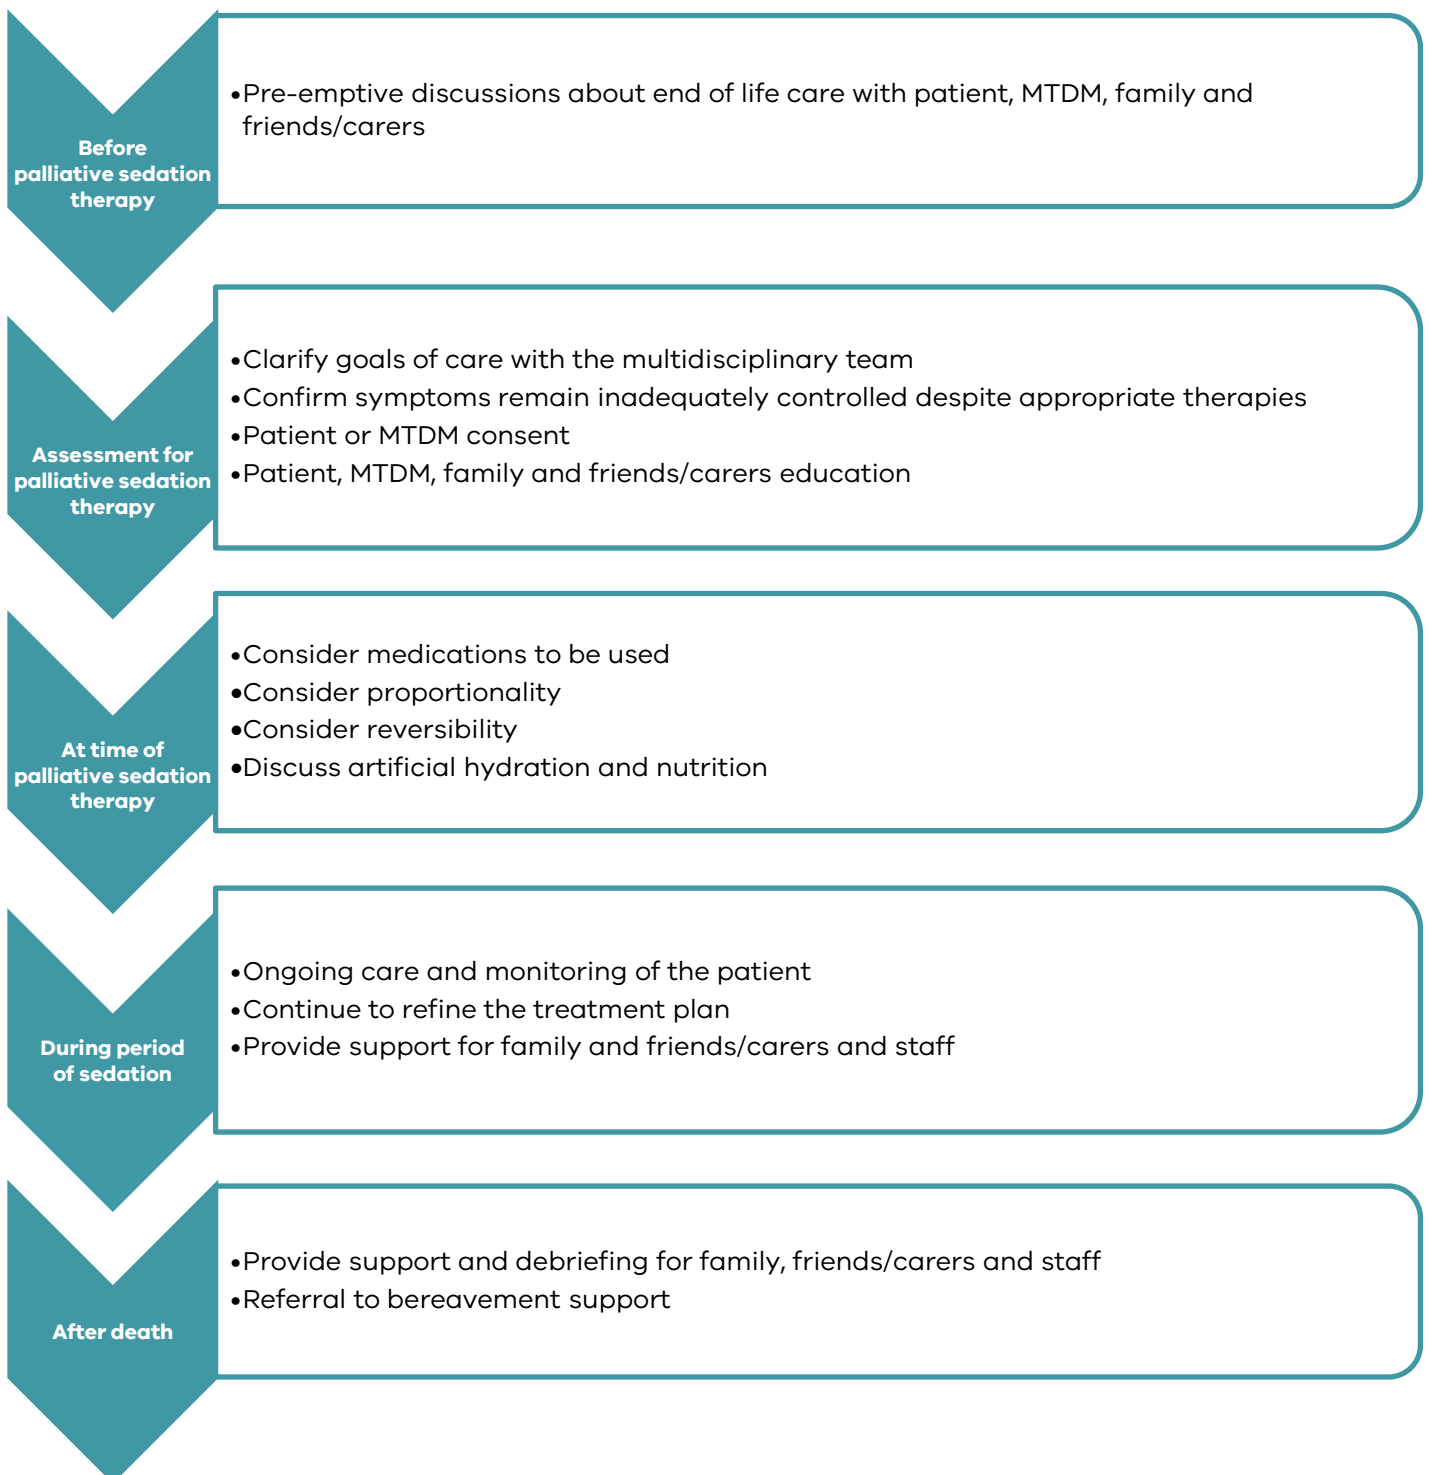 Before
palliative sedation
therapy
•Pre-emptive discussions about end of life care with patient, MTDM, family and
friends/carers
Assessment for
palliative sedation
therapy
•Clarify goals of care with the multidisciplinary team
•Confirm symptoms remain inadequately controlled despite appropriate therapies
•Patient or MTDM consent
•Patient, MTDM, family and friends/carers education
At time of
palliative sedation
therapy
•Consider medications to be used
•Consider proportionality
•Consider reversibility
•Discuss artificial hydration and nutrition
During period
of sedation
•Ongoing care and monitoring of the patient
•Continue to refine the treatment plan
•Provide support for family and friends/carers and staff
After death
•Provide support and debriefing for family, friends/carers and staff
•Referral to bereavement support